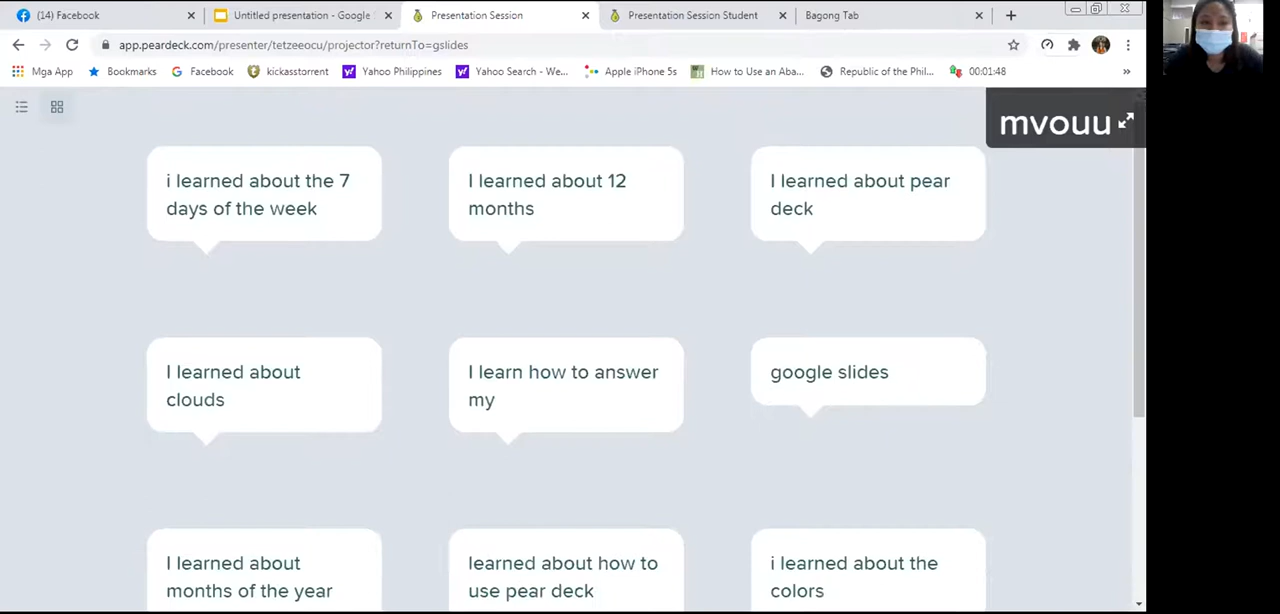 (14) Facebook
Untitled presentation - Google
Presentation Session
Presentation Session Student
Bagong Tab
app.peardeck.com/presenter/tetzeeocu/projector?returnTo=gslides
Mga App
Bookmarks
Facebook
kickasstorrent
Yahoo Philippines
Yahoo Search - We...
Apple iPhone 5s
How to Use an Aba...
Republic of the Phil...
00:01:48
»
mvouu
i learned about the 7
days of the week
I learned about 12
months
I learned about pear
deck
I learned about
clouds
I learn how to answer
my
google slides
I learned about
months of the year
learned about how to
use pear deck
i learned about the
colors